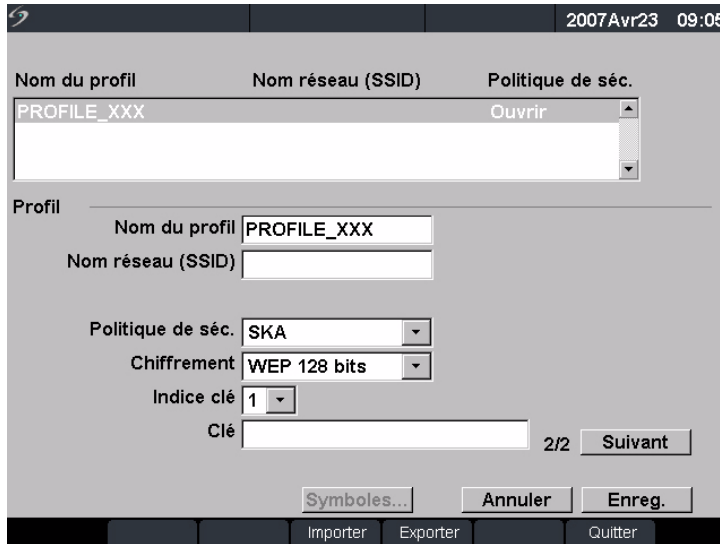 2007Avr23 09:05
Nom du profil Nom réseau (SSID) Politique de séc.
PROFILE_XXX Ouvrir
Profil
Nom du profil PROFILE_XXX
Nom réseau (SSID)
Politique de séc. SKA
Chiffrement WEP 128 bits
Indice clé 1
Clé
2/2 Suivant
Symboles... Annuler Enreg.
Importer Exporter Quitter